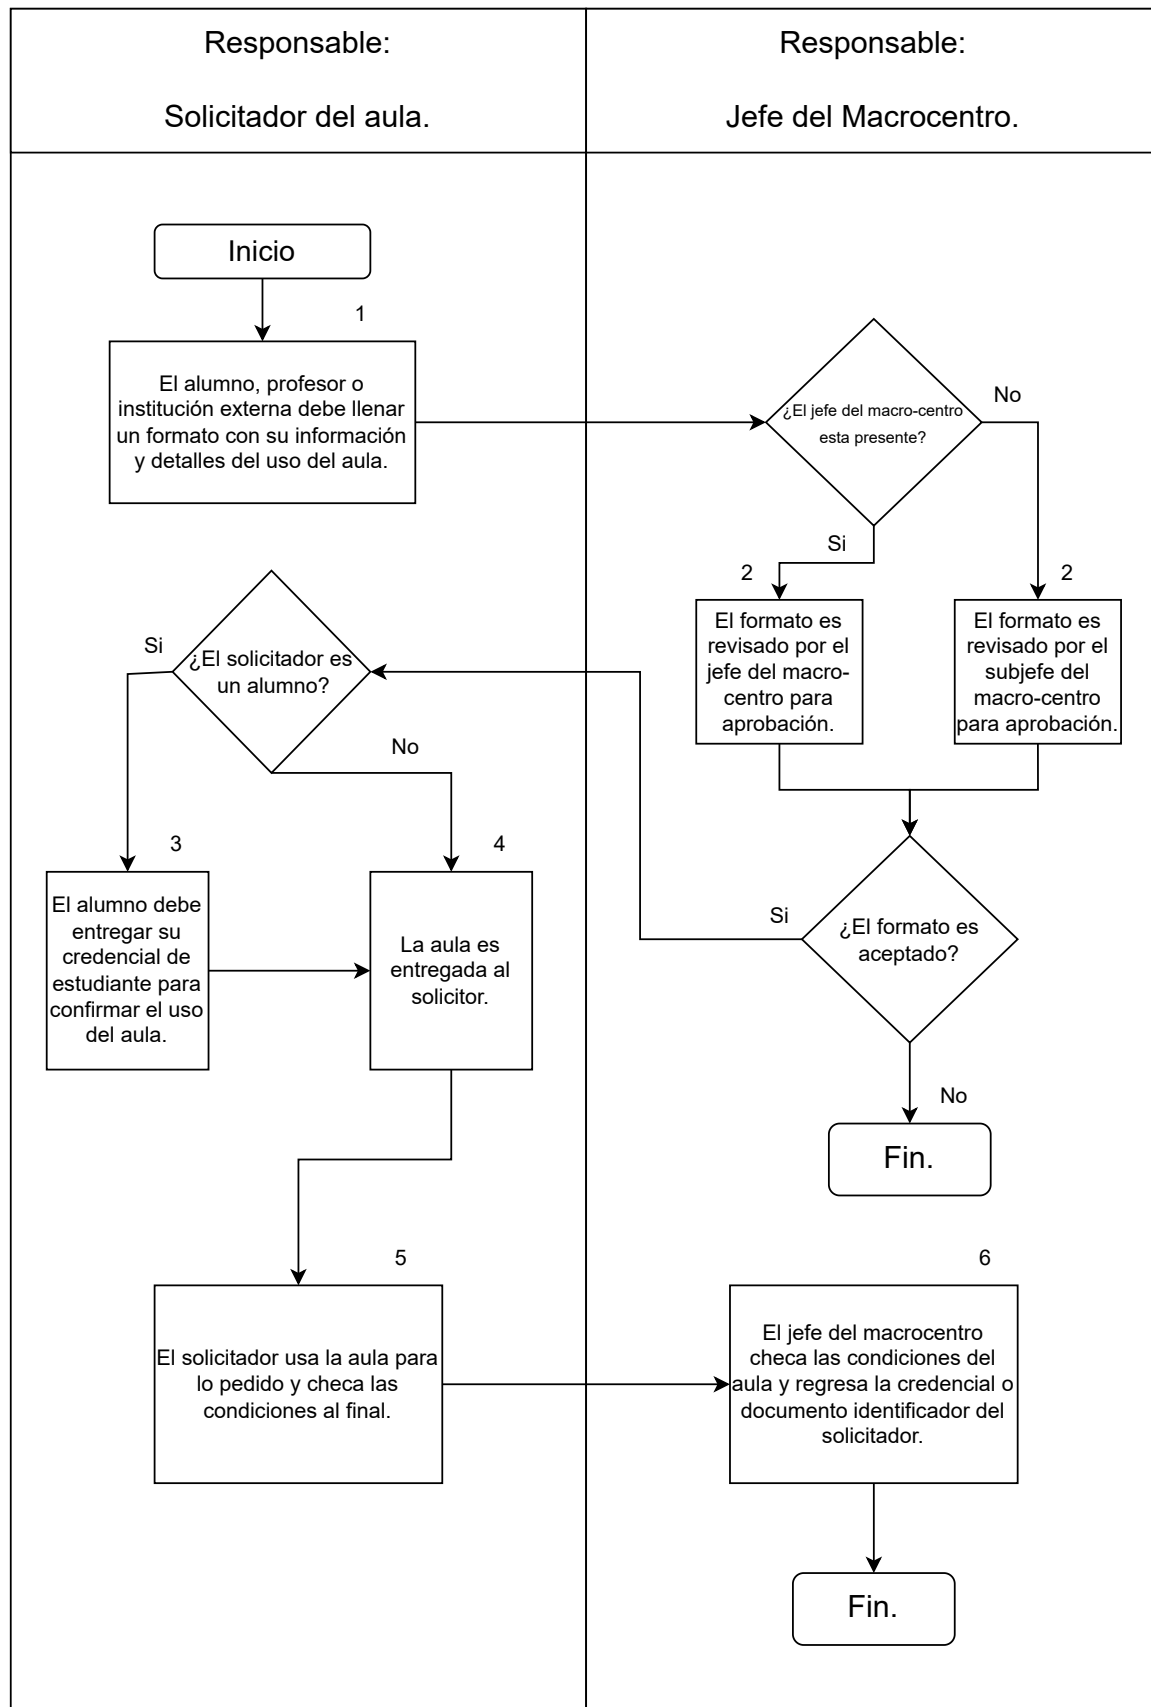 Responsable:
Solicitador del aula.
Responsable:
Jefe del Macrocentro.
Inicio
1
El alumno, profesor o
institución externa debe llenar
un formato con su información
y detalles del uso del aula.
¿El jefe del macro-centro
esta presente?
No
Si
2
El formato es
revisado por el
jefe del macro-
centro para
aprobación.
2
El formato es
revisado por el
subjefe del
macro-centro
para aprobación.
¿El formato es
aceptado?
Si
No
Fin.
¿El solicitador es
un alumno?
Si
No
3
El alumno debe
entregar su
credencial de
estudiante para
confirmar el uso
del aula.
4
La aula es
entregada al
solicitor.
5
El solicitador usa la aula para
lo pedido y checa las
condiciones al final.
6
El jefe del macrocentro
checa las condiciones del
aula y regresa la credencial o
documento identificador del
solicitador.
Fin.